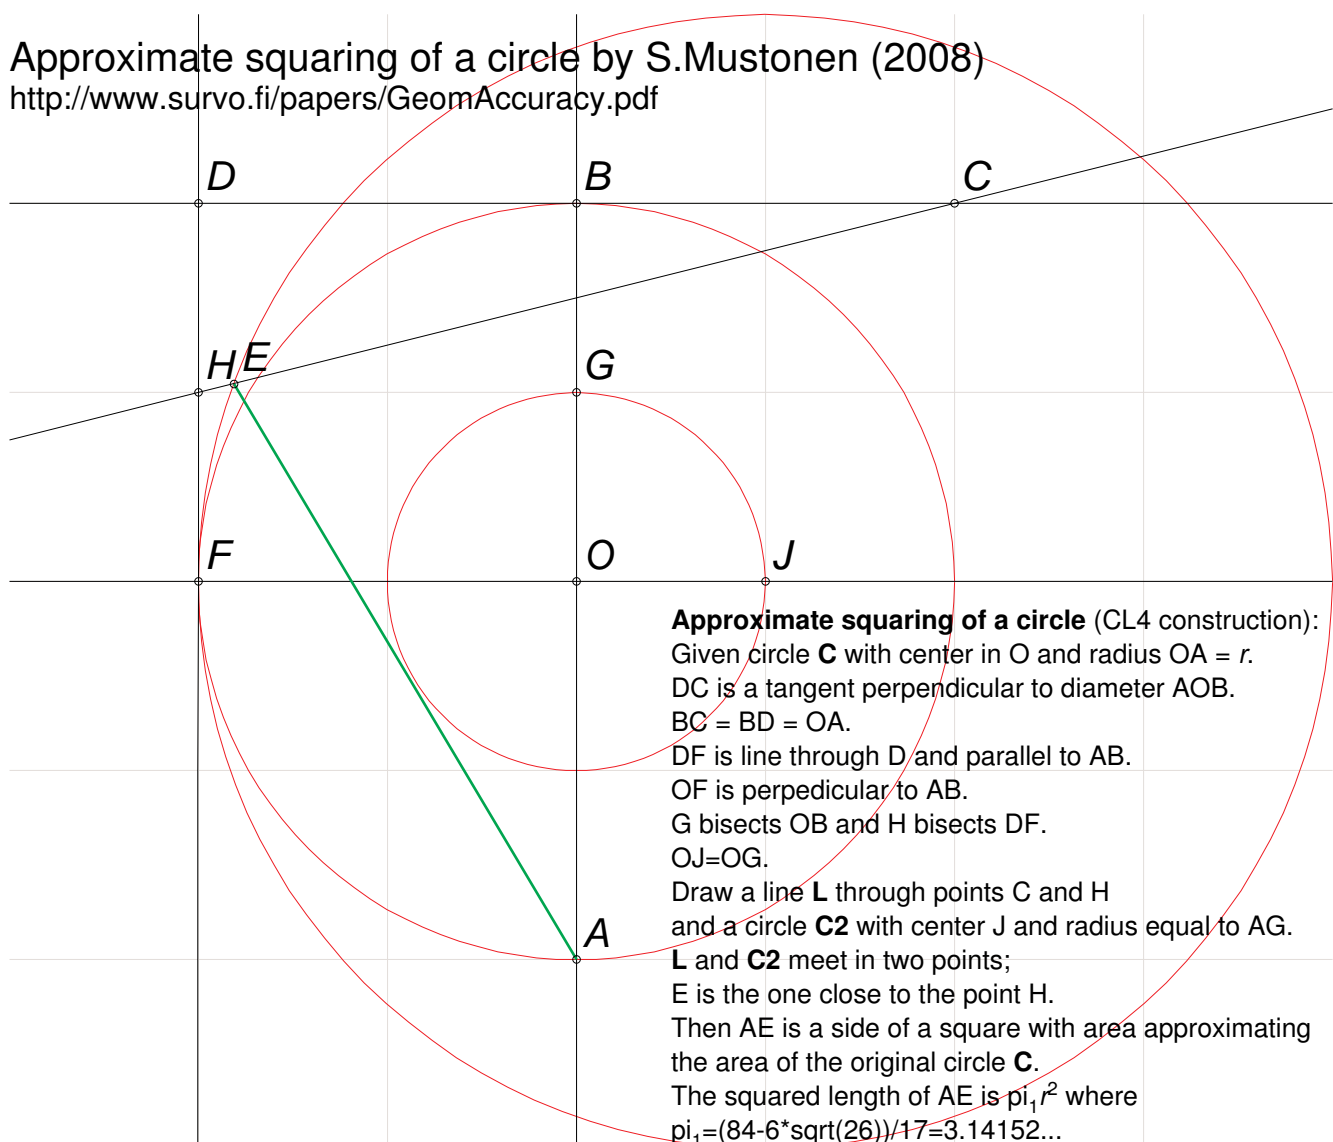 Approximate squaring of a circle by S.Mustonen (2008)
http://www.survo.fi/papers/GeomAccuracy.pdf
D B C
H E G
F O J
Approximate squaring of a circle (CL4 construction):
Given circle C with center in O and radius OA = r.
DC is a tangent perpendicular to diameter AOB.
BC = BD = OA.
DF is line through D and parallel to AB.
OF is perpedicular to AB.
G bisects OB and H bisects DF.
OJ=OG.
Draw a line L through points C and H
A
and a circle C2 with center J and radius equal to AG.
L and C2 meet in two points;
E is the one close to the point H.
Then AE is a side of a square with area approximating
the area of the original circle C.
The squared length of AE is pi₁r² where
pi₁=(84-6*sqrt(26))/17=3.14152...